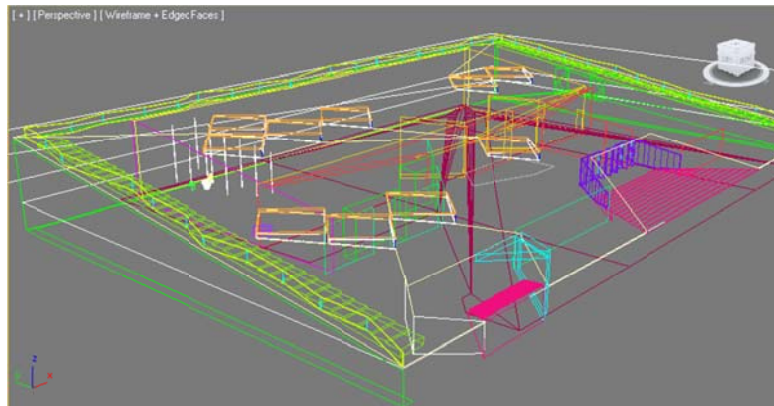 [ + ] [Perspective ] [ Wireframe + Edged Faces ]
z
x